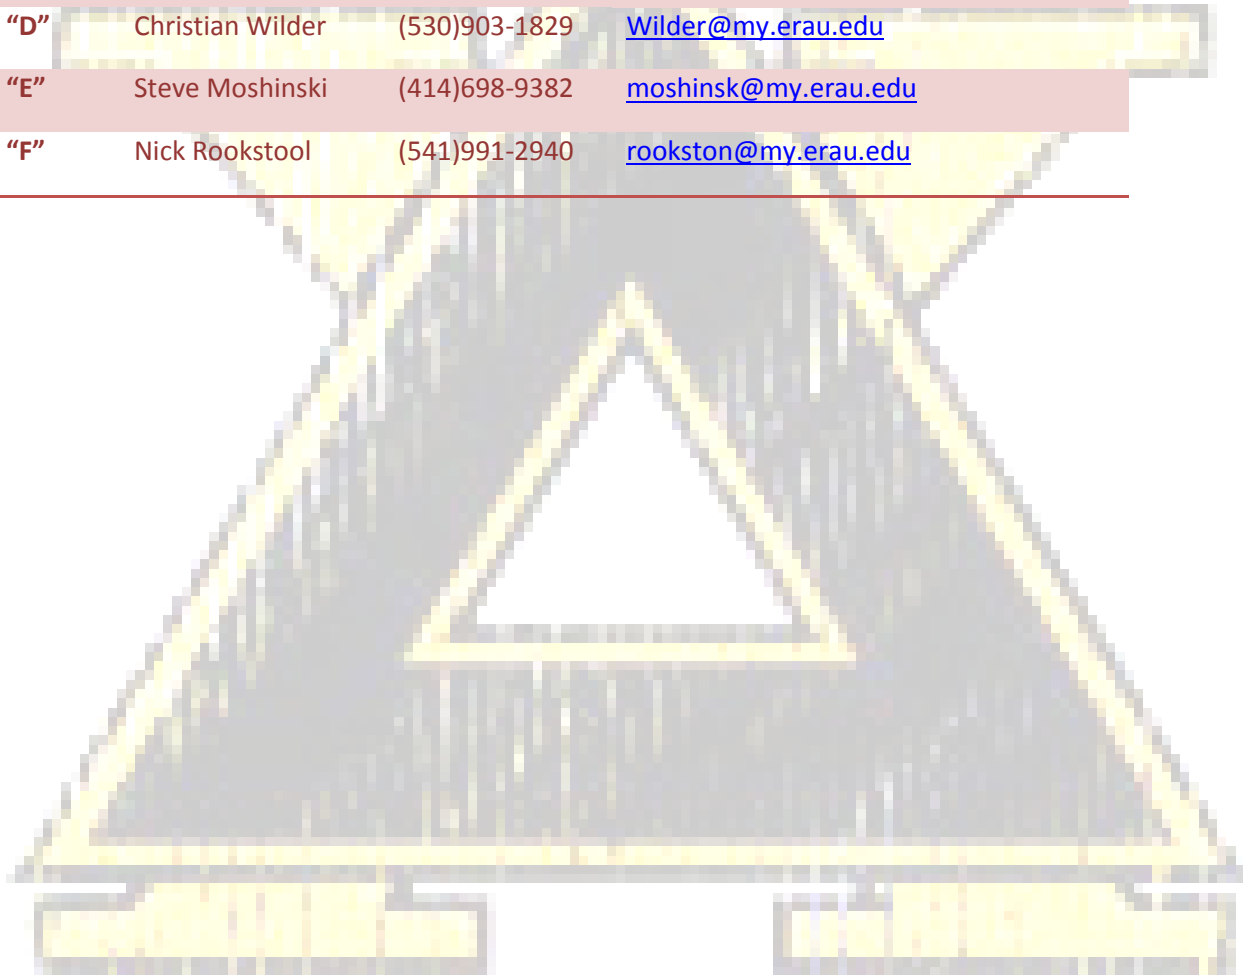 “D” Christian Wilder (530)903-1829 Wilder@my.erau.edu
“E” Steve Moshinski (414)698-9382 moshinsk@my.erau.edu
“F” Nick Rookstool (541)991-2940 rookston@my.erau.edu